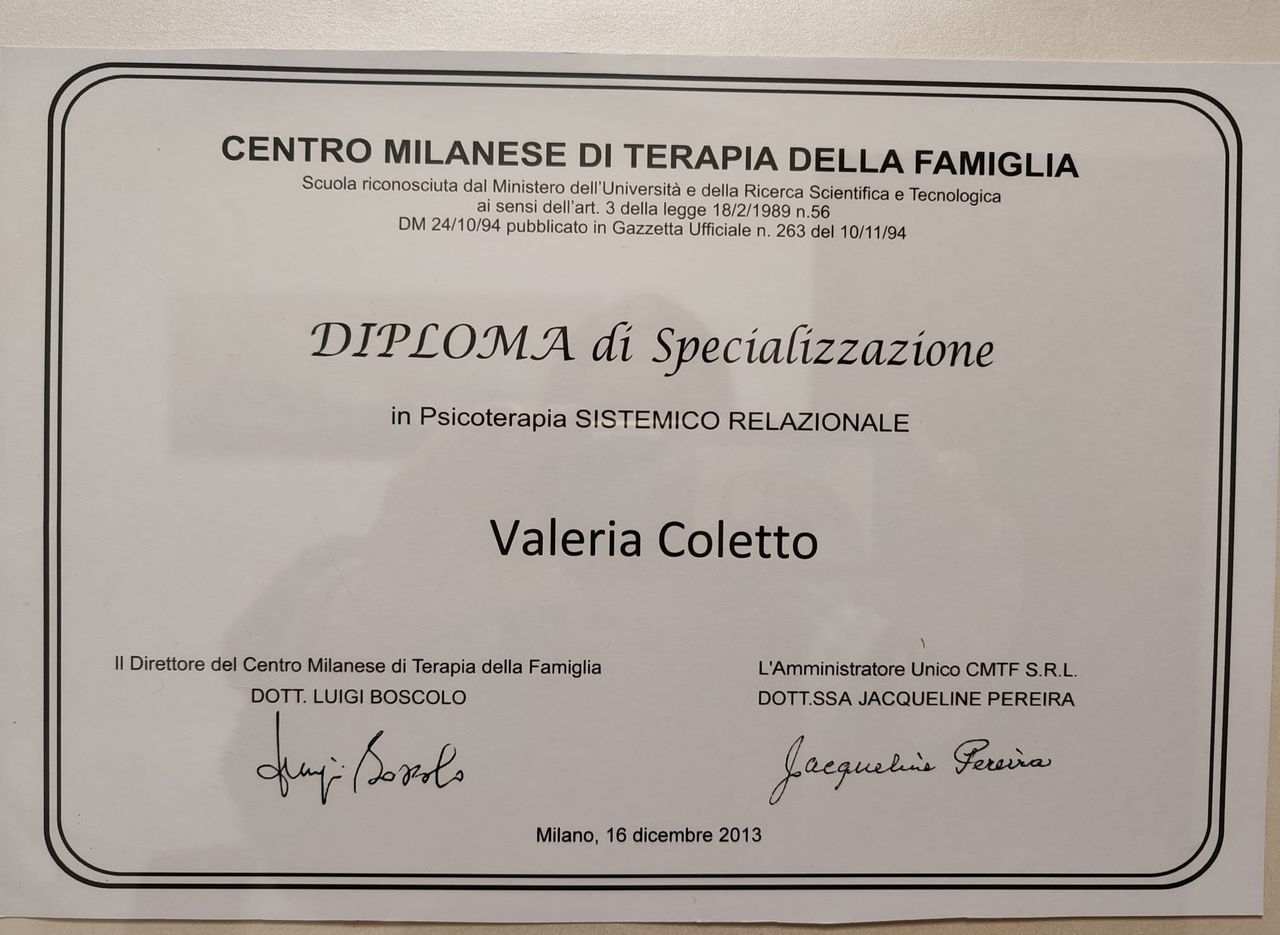 CENTRO MILANESE DI TERAPIA DELLA FAMIGLIA
Scuola riconosciuta dal Ministero dell'Università e della Ricerca Scientifica e Tecnologica
ai sensi dell'art. 3 della legge 18/2/1989 n.56
DM 24/10/94 pubblicato in Gazzetta Ufficiale n. 263 del 10/11/94
DIPLOMA di Specializzazione
in Psicoterapia SISTEMICO RELAZIONALE
Valeria Coletto
Il Direttore del Centro Milanese di Terapia della Famiglia
DOTT. LUIGI BOSCOLO
Luigi Boscolo
L'Amministratore Unico CMTF S.R.L.
DOTT.SSA JACQUELINE PEREIRA
Jacqueline Pereira
Milano, 16 dicembre 2013